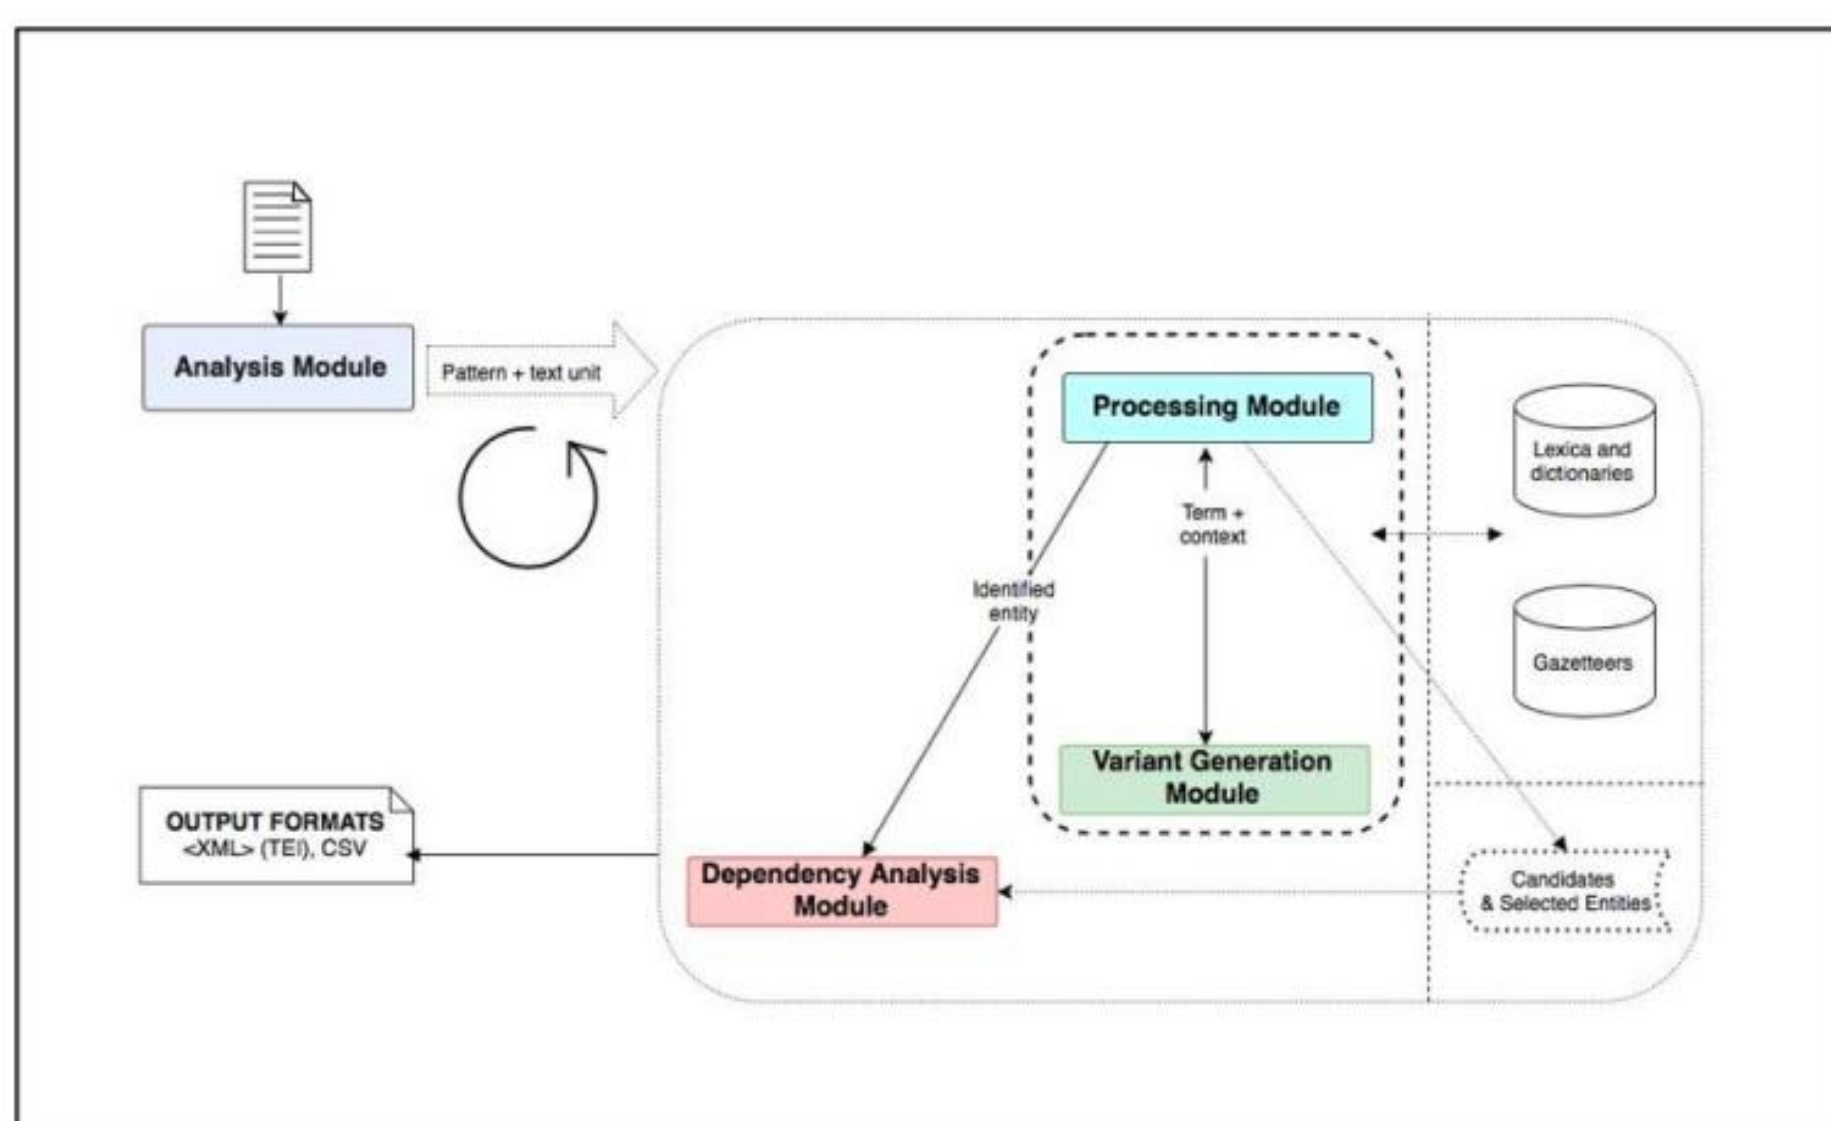 Analysis Module
Pattern + text unit
Processing Module
Term +
context
Identified
entity
Variant Generation
Module
Lexica and
dictionaries
Gazetteers
OUTPUT FORMATS
<XML> (TEI), CSV
Dependency Analysis
Module
Candidates
& Selected Entities